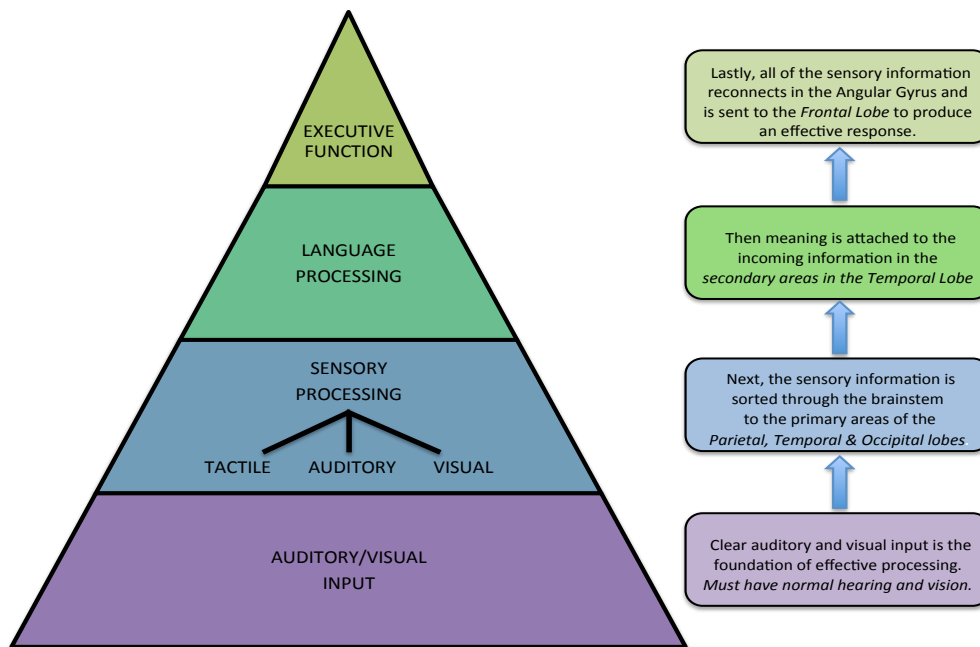 EXECUTIVE
FUNCTION
LANGUAGE
PROCESSING
SENSORY
PROCESSING
TACTILE AUDITORY VISUAL
AUDITORY/VISUAL
INPUT
Lastly, all of the sensory information
reconnects in the Angular Gyrus and
is sent to the Frontal Lobe to produce
an effective response.
Then meaning is attached to the
incoming information in the
secondary areas in the Temporal Lobe
Next, the sensory information is
sorted through the brainstem
to the primary areas of the
Parietal, Temporal & Occipital lobes.
Clear auditory and visual input is the
foundation of effective processing.
Must have normal hearing and vision.